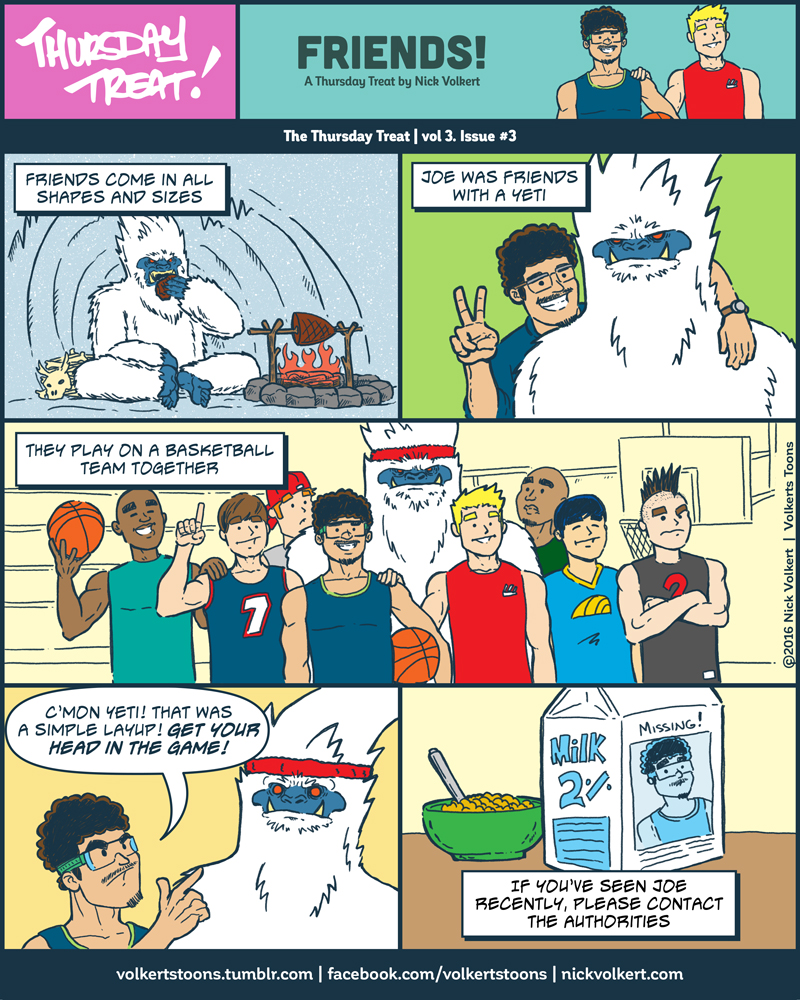 THURSDAY
TREAT!
FRIENDS!
A Thursday Treat by Nick Volkert
The Thursday Treat | vol 3. Issue #3
FRIENDS COME IN ALL
SHAPES AND SIZES
JOE WAS FRIENDS
WITH A YETI
THEY PLAY ON A BASKETBALL
TEAM TOGETHER
7
2
©2016 Nick Volkert | Volkerts Toons
C'MON YETI! THAT WAS
A SIMPLE LAYUP! GET YOUR
HEAD IN THE GAME!
MILK
2%
MISSING!
IF YOU'VE SEEN JOE
RECENTLY, PLEASE CONTACT
THE AUTHORITIES
volkertstoons.tumblr.com | facebook.com/volkertstoons | nickvolkert.com